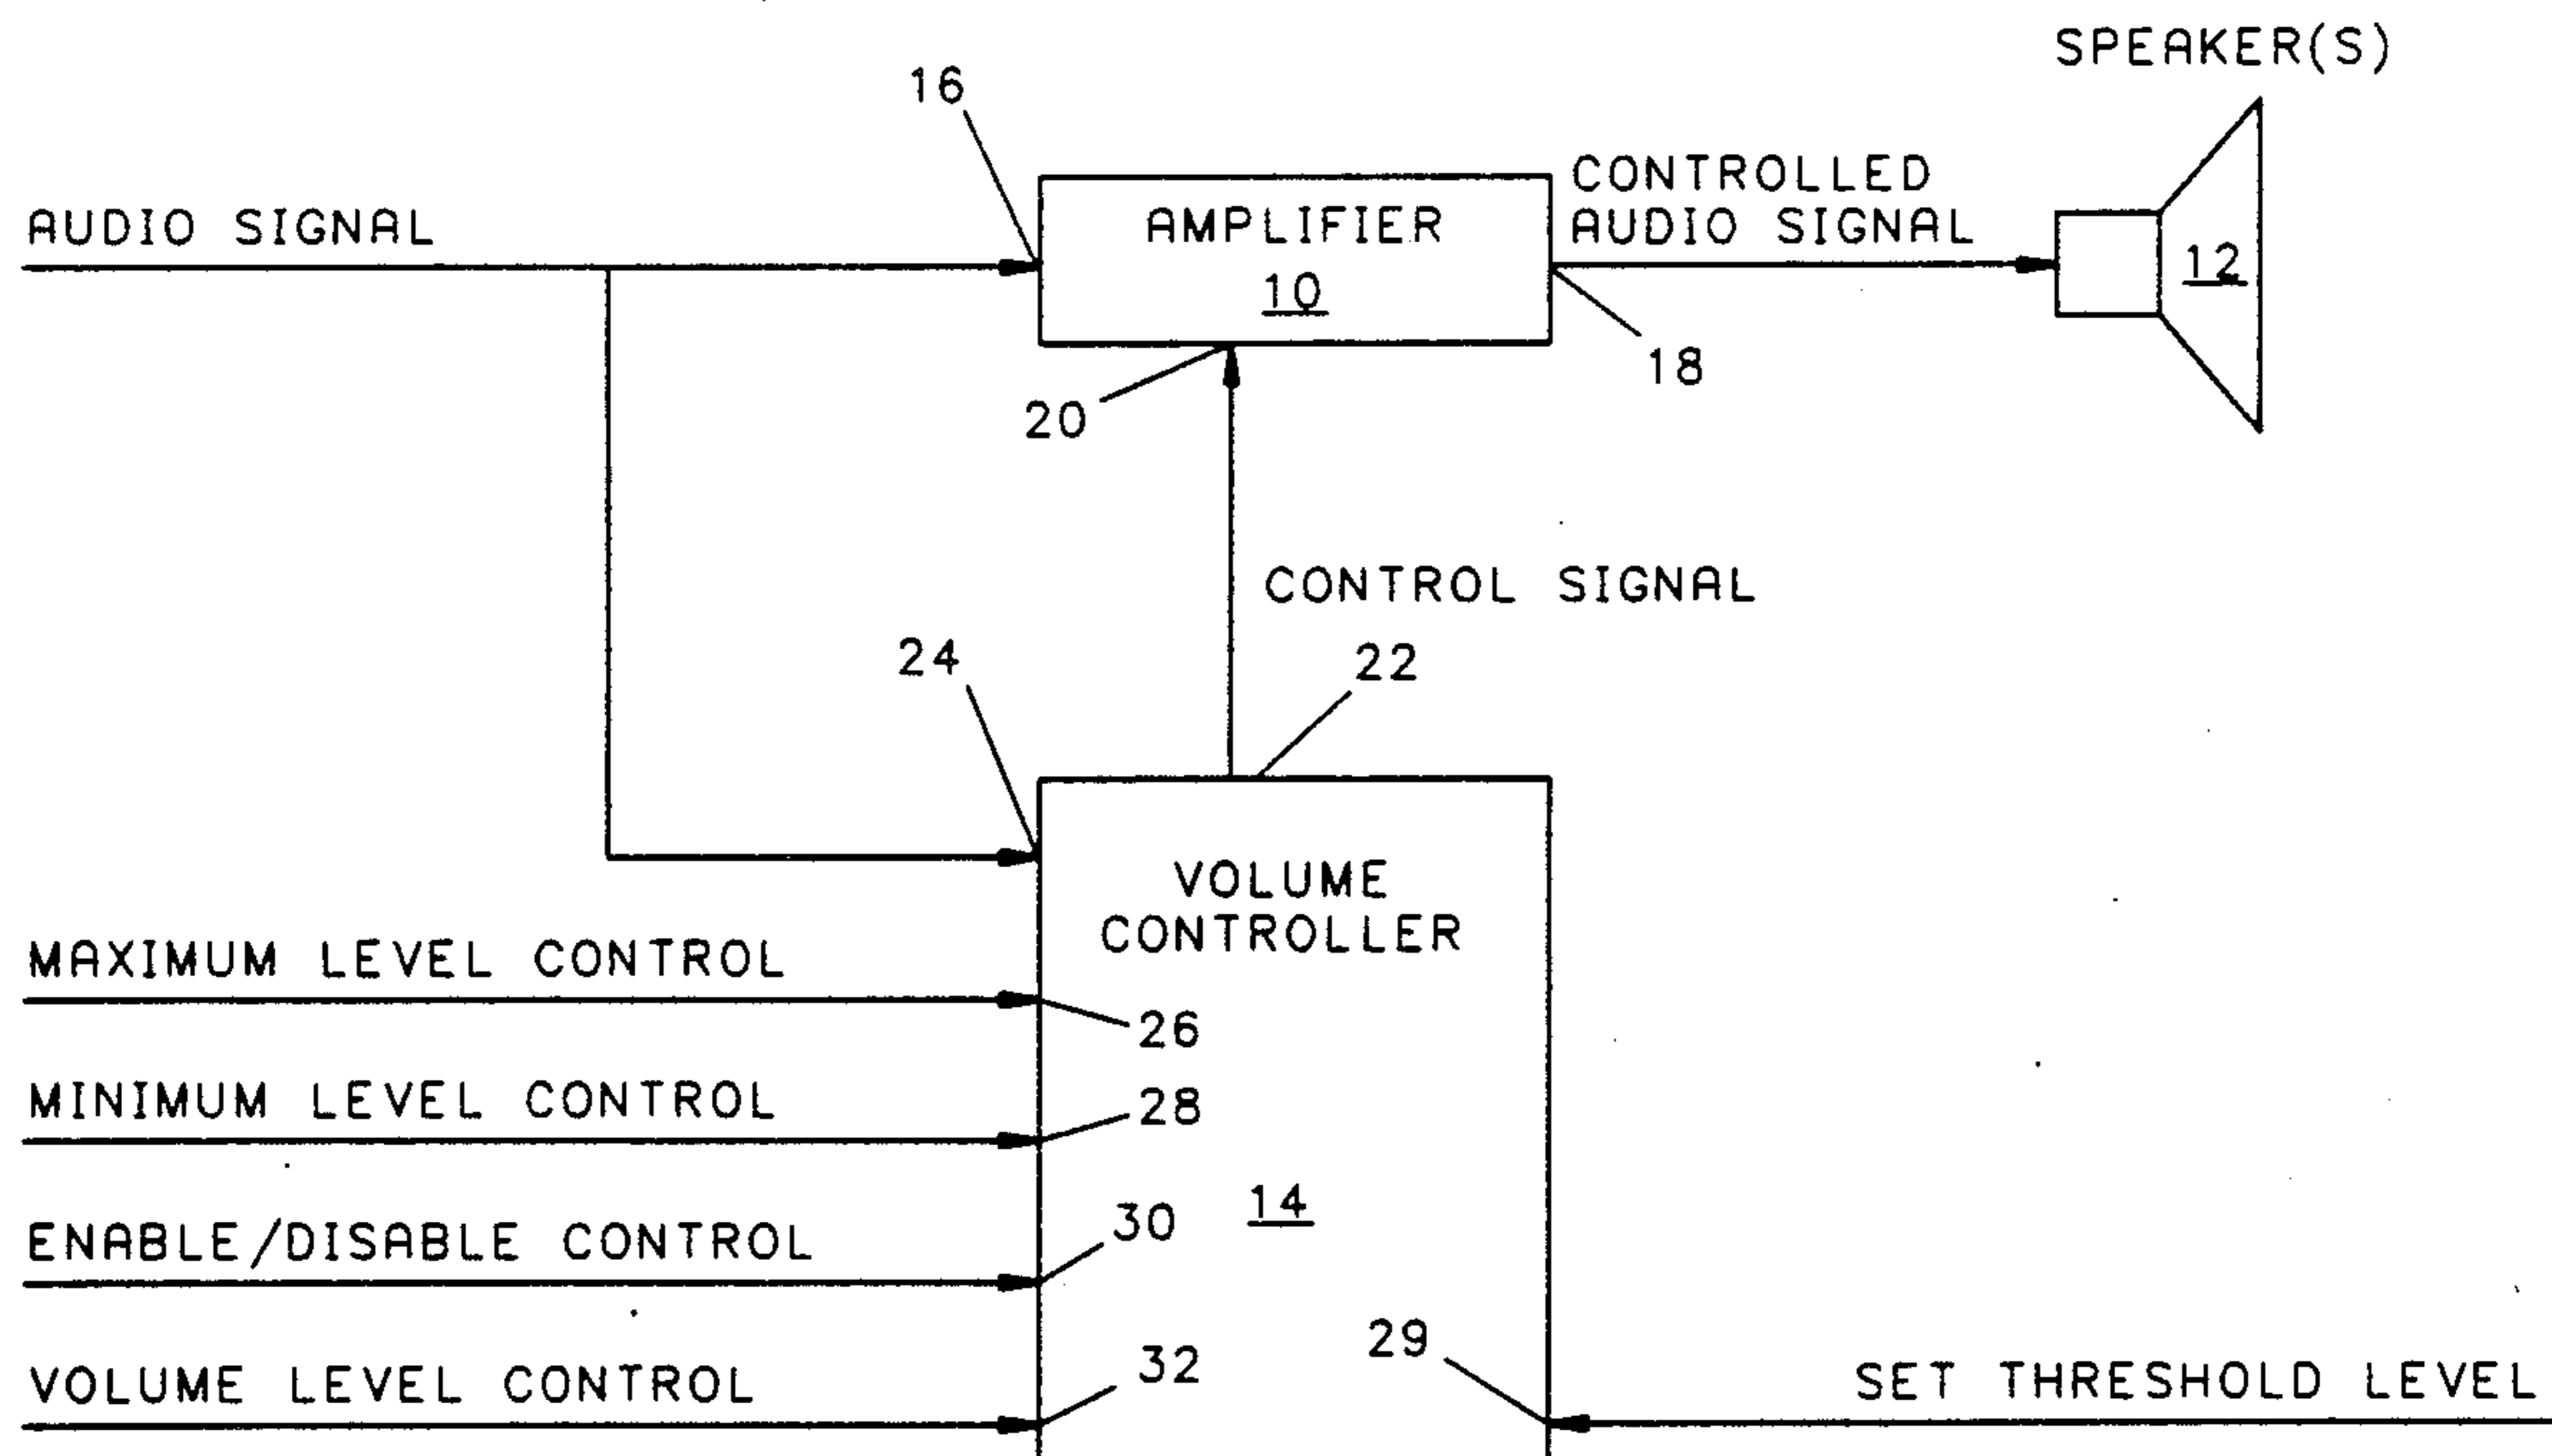 SPEAKER(S)
16
CONTROLLED
AUDIO SIGNAL
AUDIO SIGNAL
AMPLIFIER
10
12
18
20
CONTROL SIGNAL
24
22
VOLUME
CONTROLLER
MAXIMUM LEVEL CONTROL
26
MINIMUM LEVEL CONTROL
28
14
30
ENABLE/DISABLE CONTROL
29
32
VOLUME LEVEL CONTROL
SET THRESHOLD LEVEL